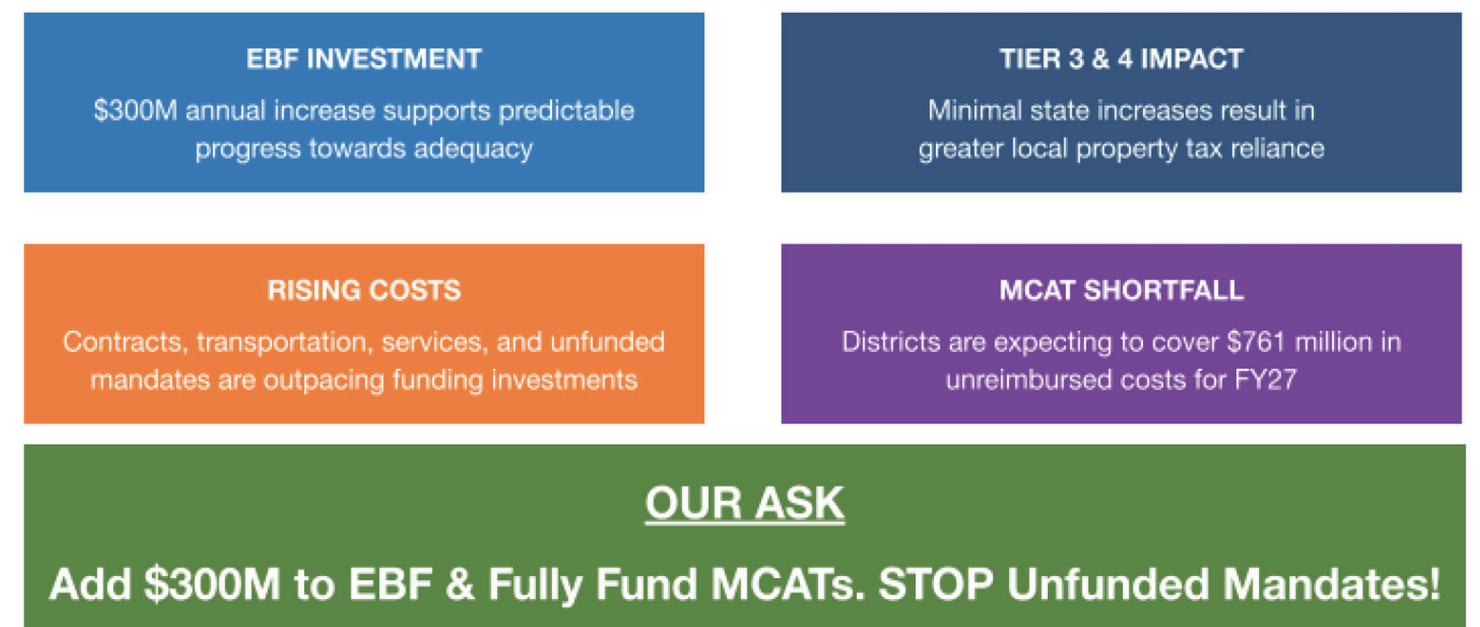 EBF INVESTMENT
$300M annual increase supports predictable
progress towards adequacy
TIER 3 & 4 IMPACT
Minimal state increases result in
greater local property tax reliance
RISING COSTS
Contracts, transportation, services, and unfunded
mandates are outpacing funding investments
MCAT SHORTFALL
Districts are expecting to cover $761 million in
unreimbursed costs for FY27
OUR ASK
Add $300M to EBF & Fully Fund MCATs. STOP Unfunded Mandates!